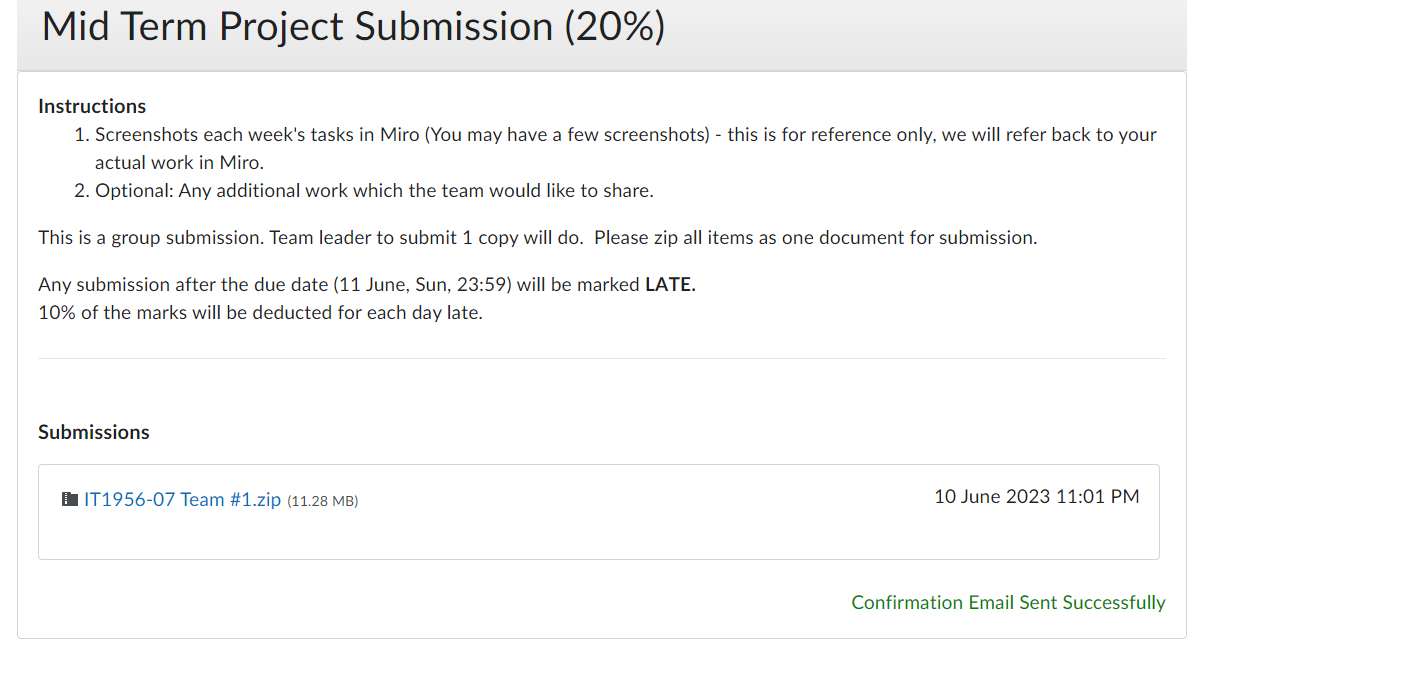 Mid Term Project Submission (20%)
Instructions
1. Screenshots each week's tasks in Miro (You may have a few screenshots) - this is for reference only, we will refer back to your
actual work in Miro.
2. Optional: Any additional work which the team would like to share.
This is a group submission. Team leader to submit 1 copy will do.  Please zip all items as one document for submission.
Any submission after the due date (11 June, Sun, 23:59) will be marked LATE.
10% of the marks will be deducted for each day late.
Submissions
IT1956-07 Team #1.zip (11.28 MB)
10 June 2023 11:01 PM
Confirmation Email Sent Successfully